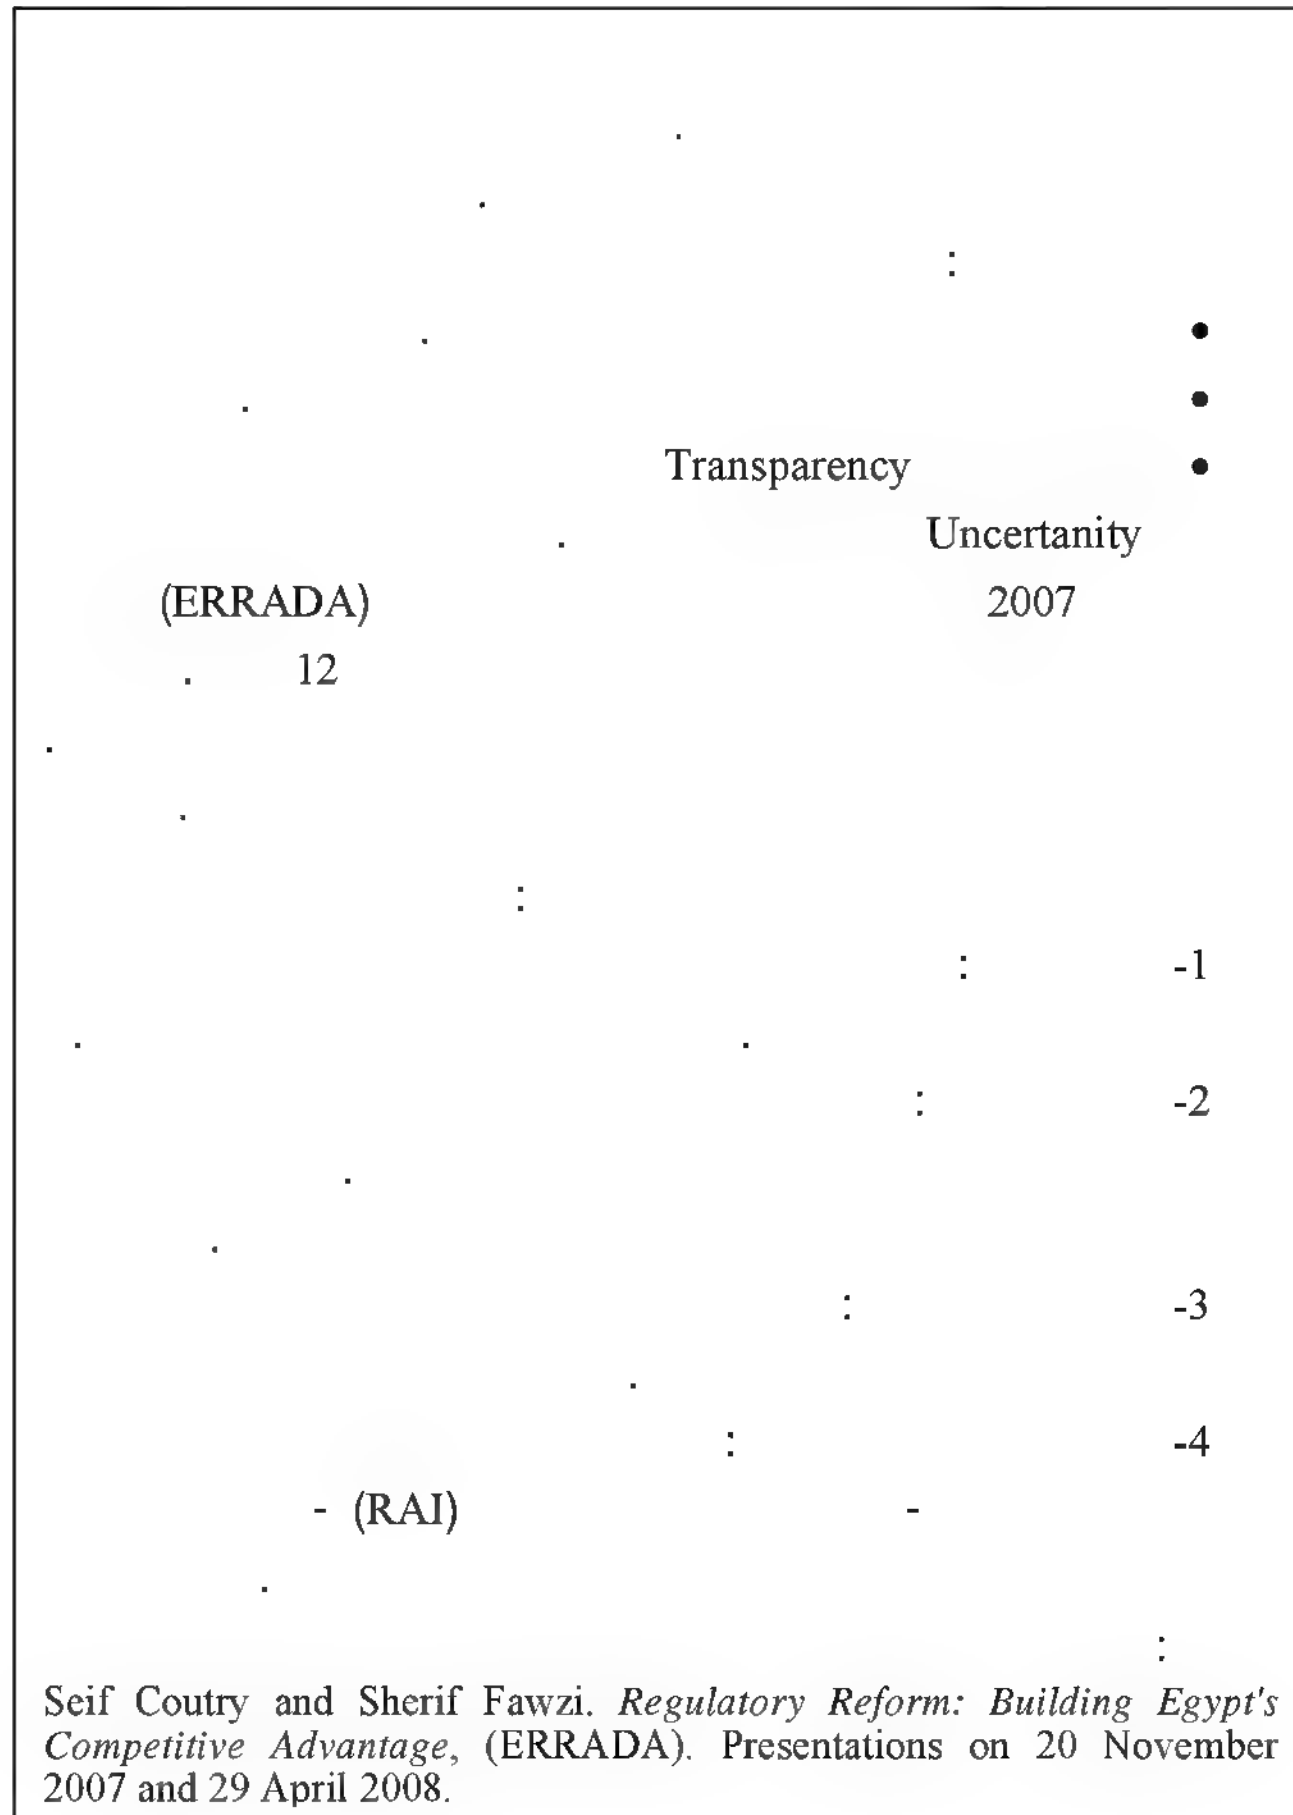 .
.
:
• .
• .
• Transparency
Uncertanity .
2007 (ERRADA)
12 .
.
.
:
-1 :
. .
-2 :
.
.
-3 :
.
-4 :
- (RAI) -
.
:
Seif Coutry and Sherif Fawzi. Regulatory Reform: Building Egypt's
Competitive Advantage, (ERRADA). Presentations on 20 November
2007 and 29 April 2008.